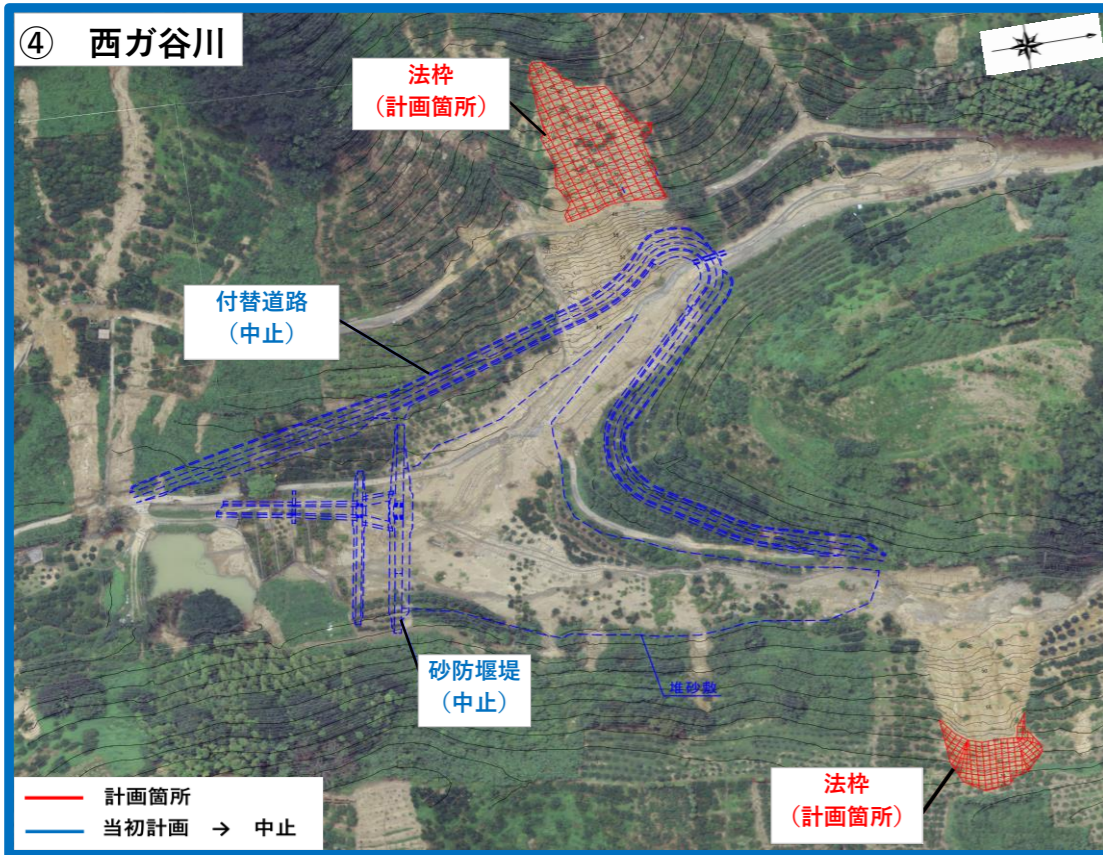 ④ 西ガ谷川
法枠
（計画箇所）
付替道路
（中止）
砂防堰堤
（中止）
堆砂敷
法枠
（計画箇所）
計画箇所
当初計画 → 中止